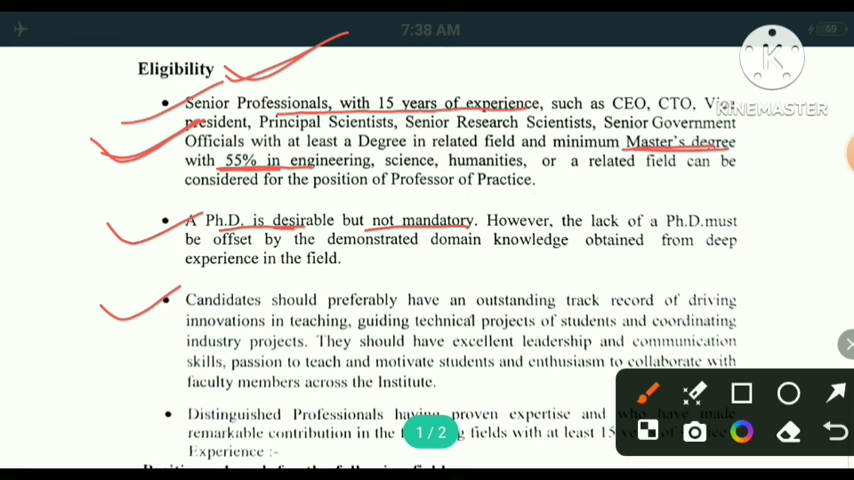 7:38 AM
69
Eligibility
KINEMASTER
Senior Professionals, with 15 years of experience, such as CEO, CTO, Vice
president, Principal Scientists, Senior Research Scientists, Senior Government
Officials with at least a Degree in related field and minimum Master's degree
with 55% in engineering, science, humanities, or a related field can be
considered for the position of Professor of Practice.
A Ph.D. is desirable but not mandatory. However, the lack of a Ph.D.must
be offset by the demonstrated domain knowledge obtained from deep
experience in the field.
Candidates should preferably have an outstanding track record of driving
innovations in teaching, guiding technical projects of students and coordinating
industry projects. They should have excellent leadership and communication
skills, passion to teach and motivate students and enthusiasm to collaborate with
faculty members across the Institute.
Distinguished Professionals having proven expertise and who have made
remarkable contribution in the fields with at least 15
1/2
Experience :-